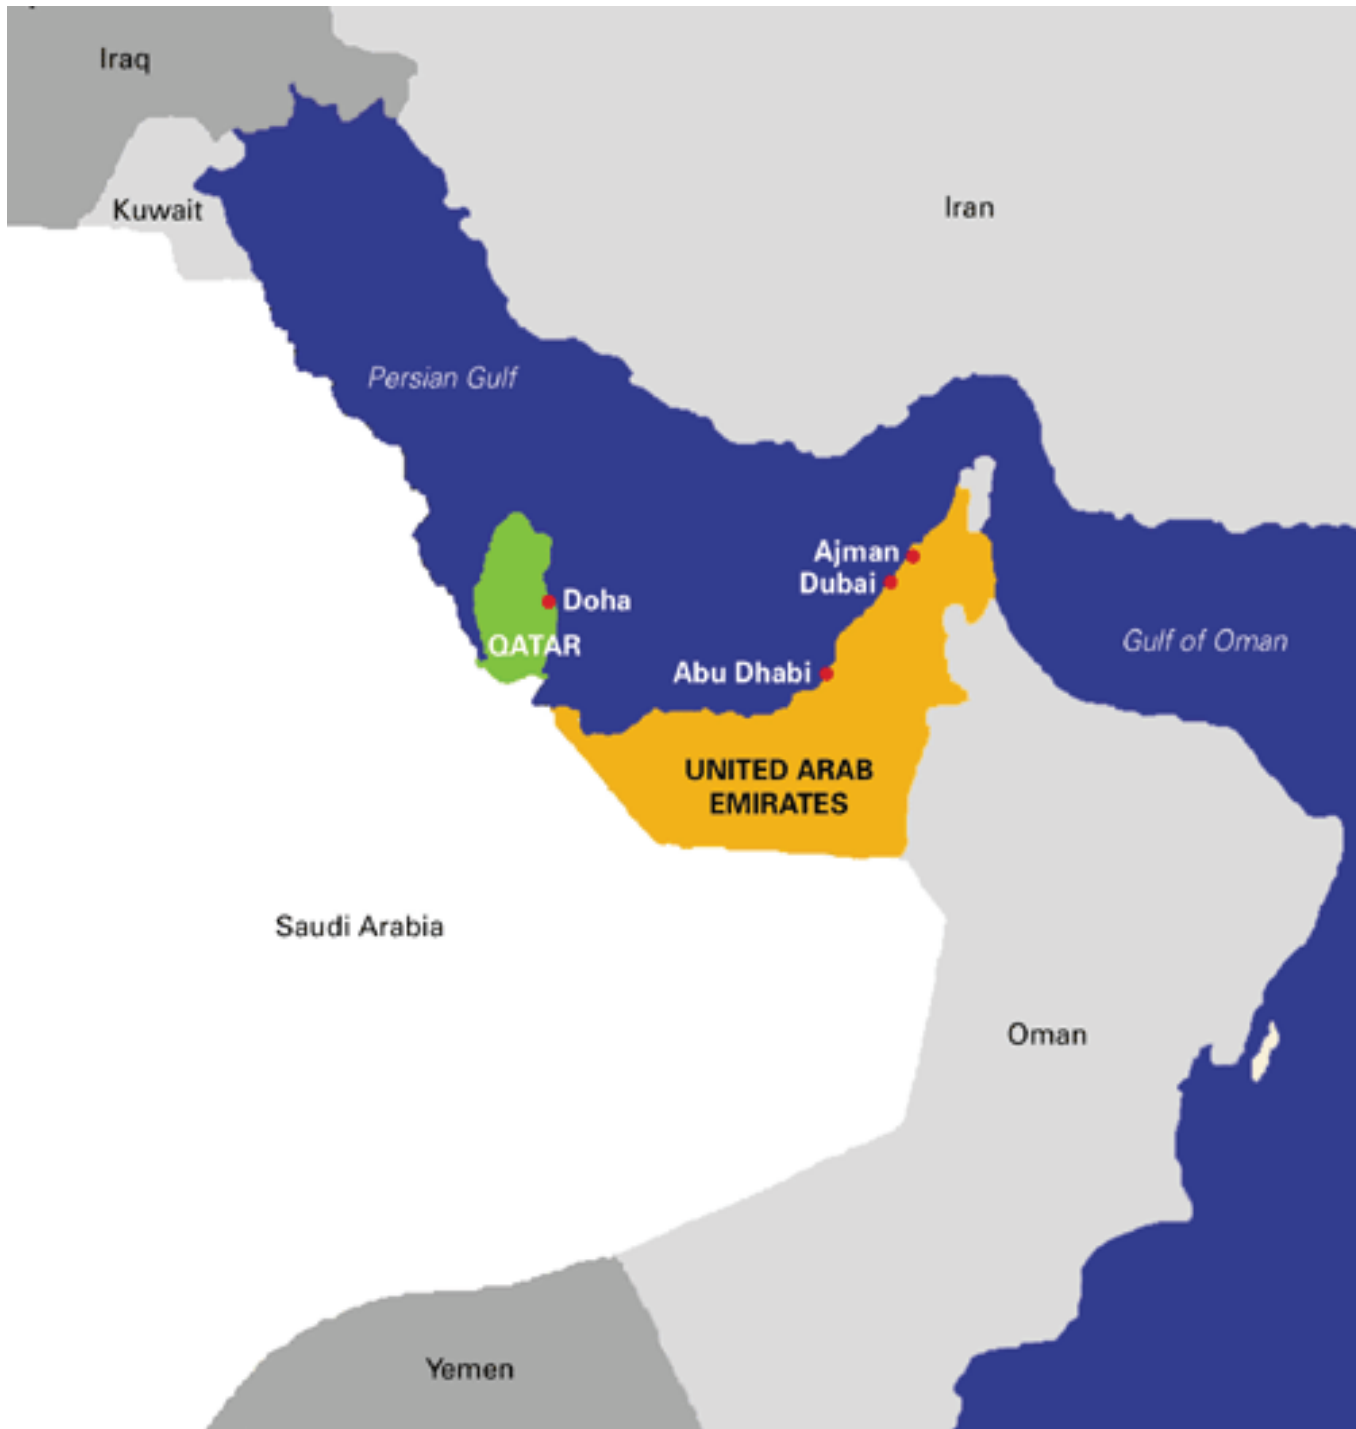 Iraq
Kuwait
Iran
Persian Gulf
Ajman
Dubai
Doha
QATAR
Gulf of Oman
Abu Dhabi
UNITED ARAB
EMIRATES
Saudi Arabia
Oman
Yemen